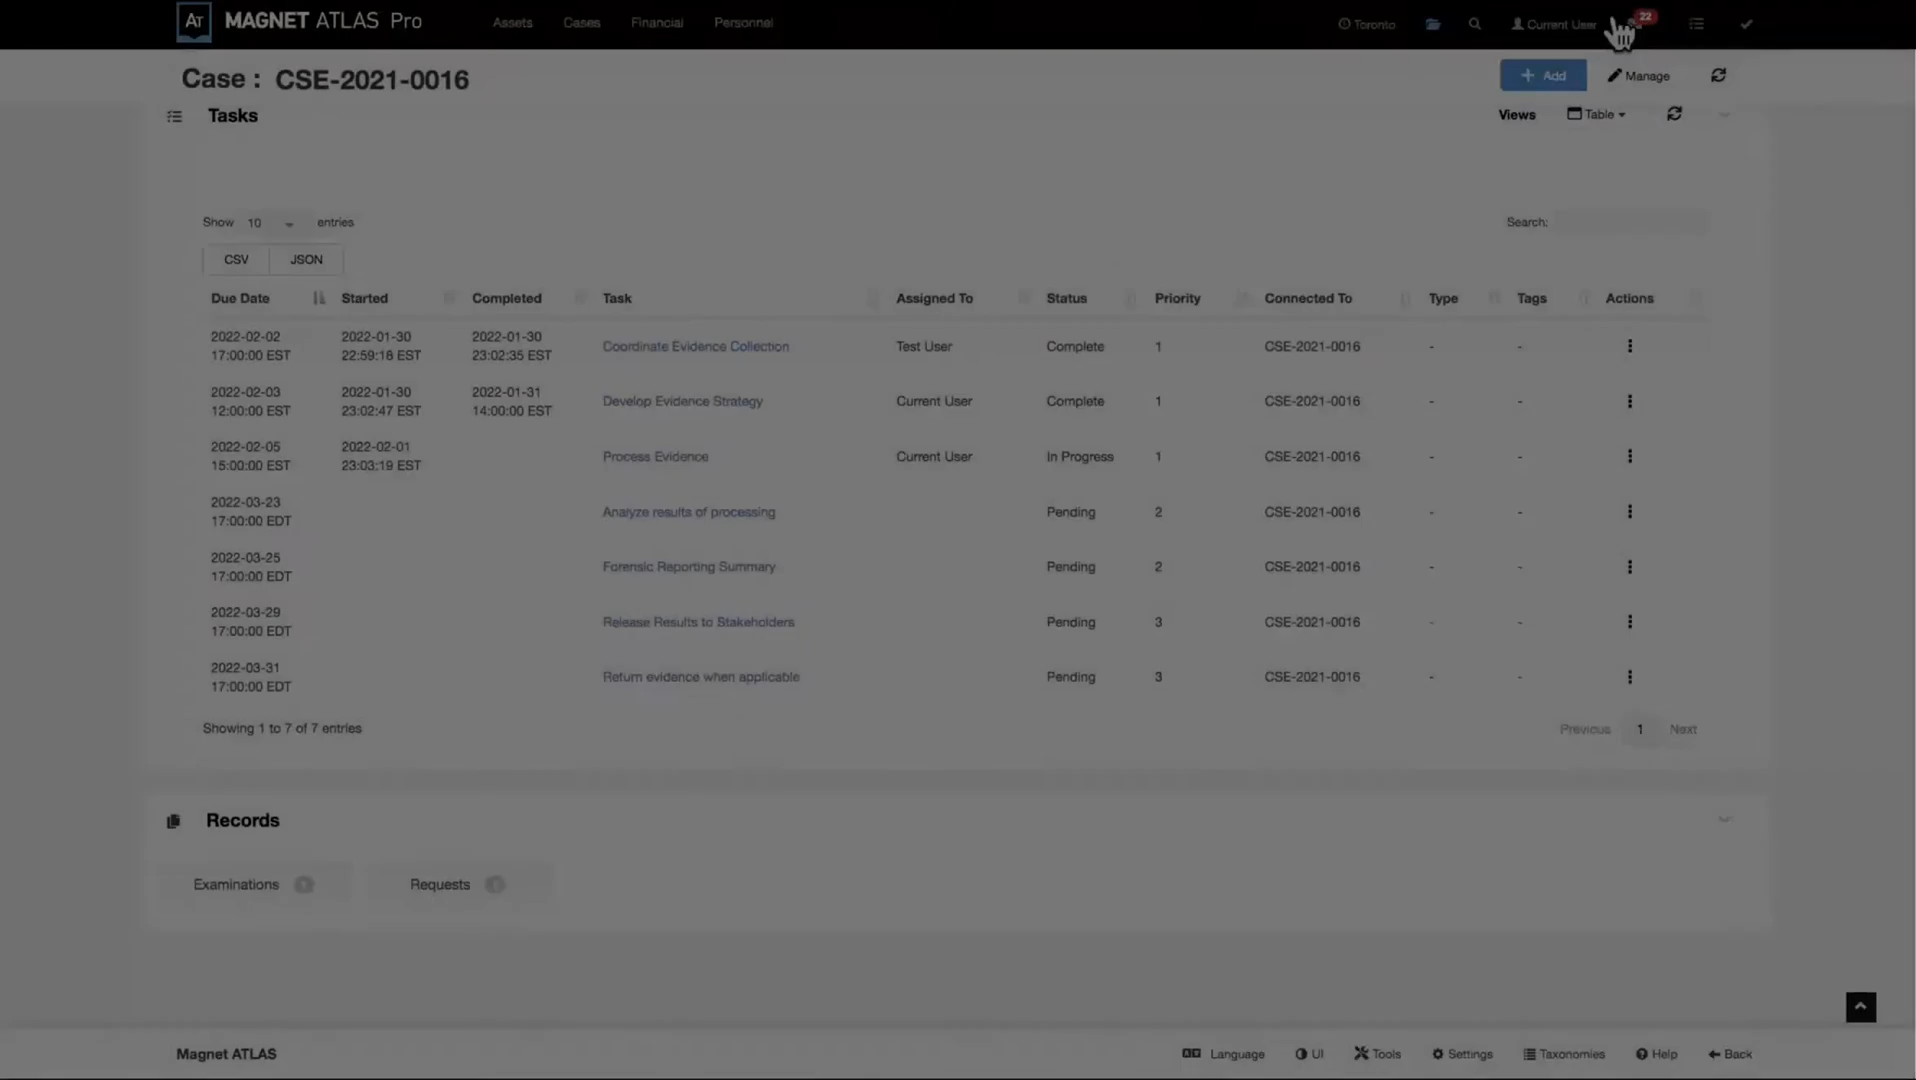 AT MAGNET ATLAS Pro Assets Cases Financial Personnel Toronto Current User 22
Case : CSE-2021-0016 + Add Manage
Tasks Views Table
Show 10 entries Search:
CSV JSON
Due Date Started Completed Task Assigned To Status Priority Connected To Type Tags Actions
2022-02-02 2022-01-30 2022-01-30
17:00:00 EST 22:59:18 EST 23:02:35 EST Coordinate Evidence Collection Test User Complete 1 CSE-2021-0016 - -
2022-02-03 2022-01-30 2022-01-31
12:00:00 EST 23:02:47 EST 14:00:00 EST Develop Evidence Strategy Current User Complete 1 CSE-2021-0016 - -
2022-02-05 2022-02-01
15:00:00 EST 23:03:19 EST Process Evidence Current User In Progress 1 CSE-2021-0016 - -
2022-03-23
17:00:00 EDT Analyze results of processing Pending 2 CSE-2021-0016 - -
2022-03-25
17:00:00 EDT Forensic Reporting Summary Pending 2 CSE-2021-0016 - -
2022-03-29
17:00:00 EDT Release Results to Stakeholders Pending 3 CSE-2021-0016 - -
2022-03-31
17:00:00 EDT Return evidence when applicable Pending 3 CSE-2021-0016 - -
Showing 1 to 7 of 7 entries Previous 1 Next
Records
Examinations Requests
Magnet ATLAS Language UI Tools Settings Taxonomies Help Back